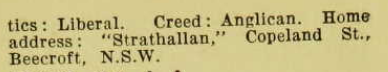 tics: Liberal. Creed: Anglican. Home
address: "Strathallan," Copeland St.,
Beecroft, N.S.W.